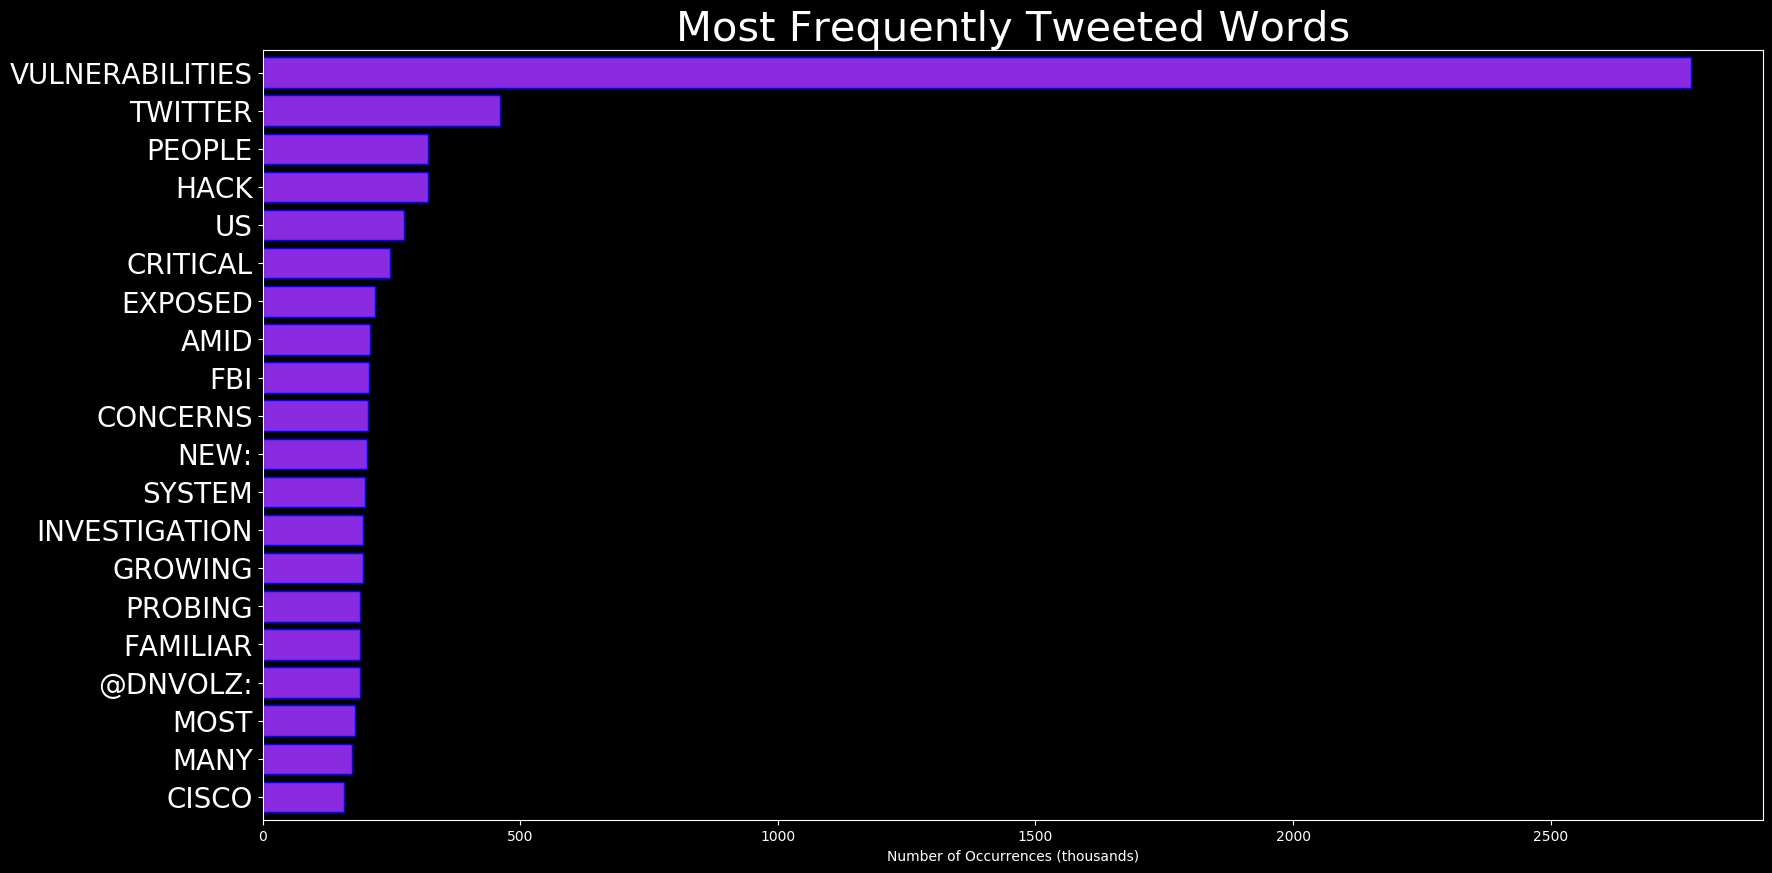 Most Frequently Tweeted Words
VULNERABILITIES
TWITTER
PEOPLE
HACK
US
CRITICAL
EXPOSED
AMID
FBI
CONCERNS
NEW:
SYSTEM
INVESTIGATION
GROWING
PROBING
FAMILIAR
@DNVOLZ:
MOST
MANY
CISCO
0 500 1000 1500 2000 2500
Number of Occurrences (thousands)